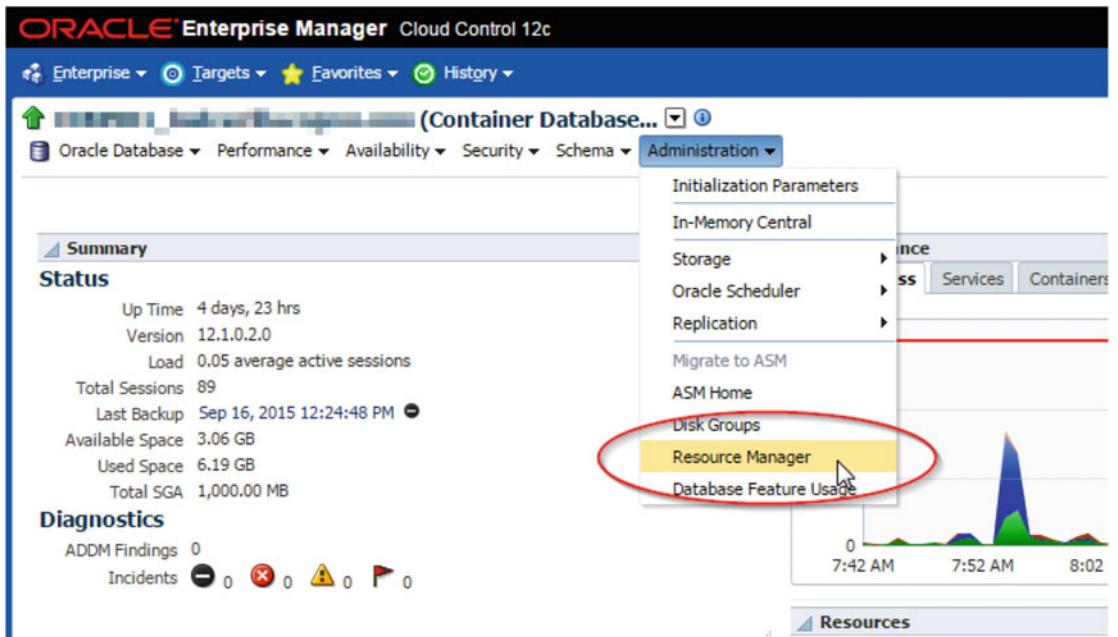 ORACLE Enterprise Manager Cloud Control 12c
Enterprise Targets Favorites History
(Container Database...
Oracle Database Performance Availability Security Schema Administration
Initialization Parameters
In-Memory Central
Storage
Oracle Scheduler
Replication
Migrate to ASM
ASM Home
Disk Groups
Resource Manager
Database Feature Usage
Summary
Status
Up Time 4 days, 23 hrs
Version 12.1.0.2.0
Load 0.05 average active sessions
Total Sessions 89
Last Backup Sep 16, 2015 12:24:48 PM
Available Space 3.06 GB
Used Space 6.19 GB
Total SGA 1,000.00 MB
Diagnostics
ADDM Findings 0
Incidents 0 0 0 0
nce
ss Services Containers
0
7:42 AM 7:52 AM 8:02
Resources